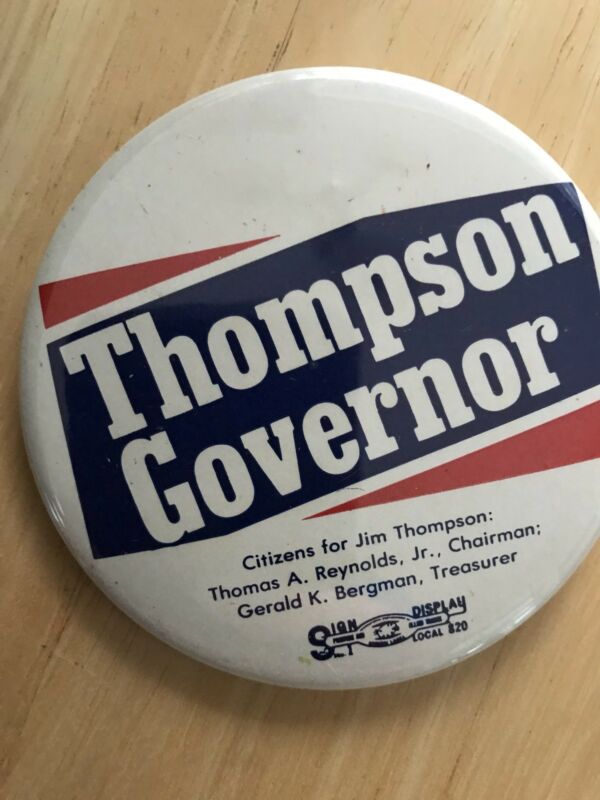 Thompson
Governor
Citizens for Jim Thompson:
Thomas A. Reynolds, Jr., Chairman;
Gerald K. Bergman, Treasurer
SIGN DISPLAY
LOCAL 820